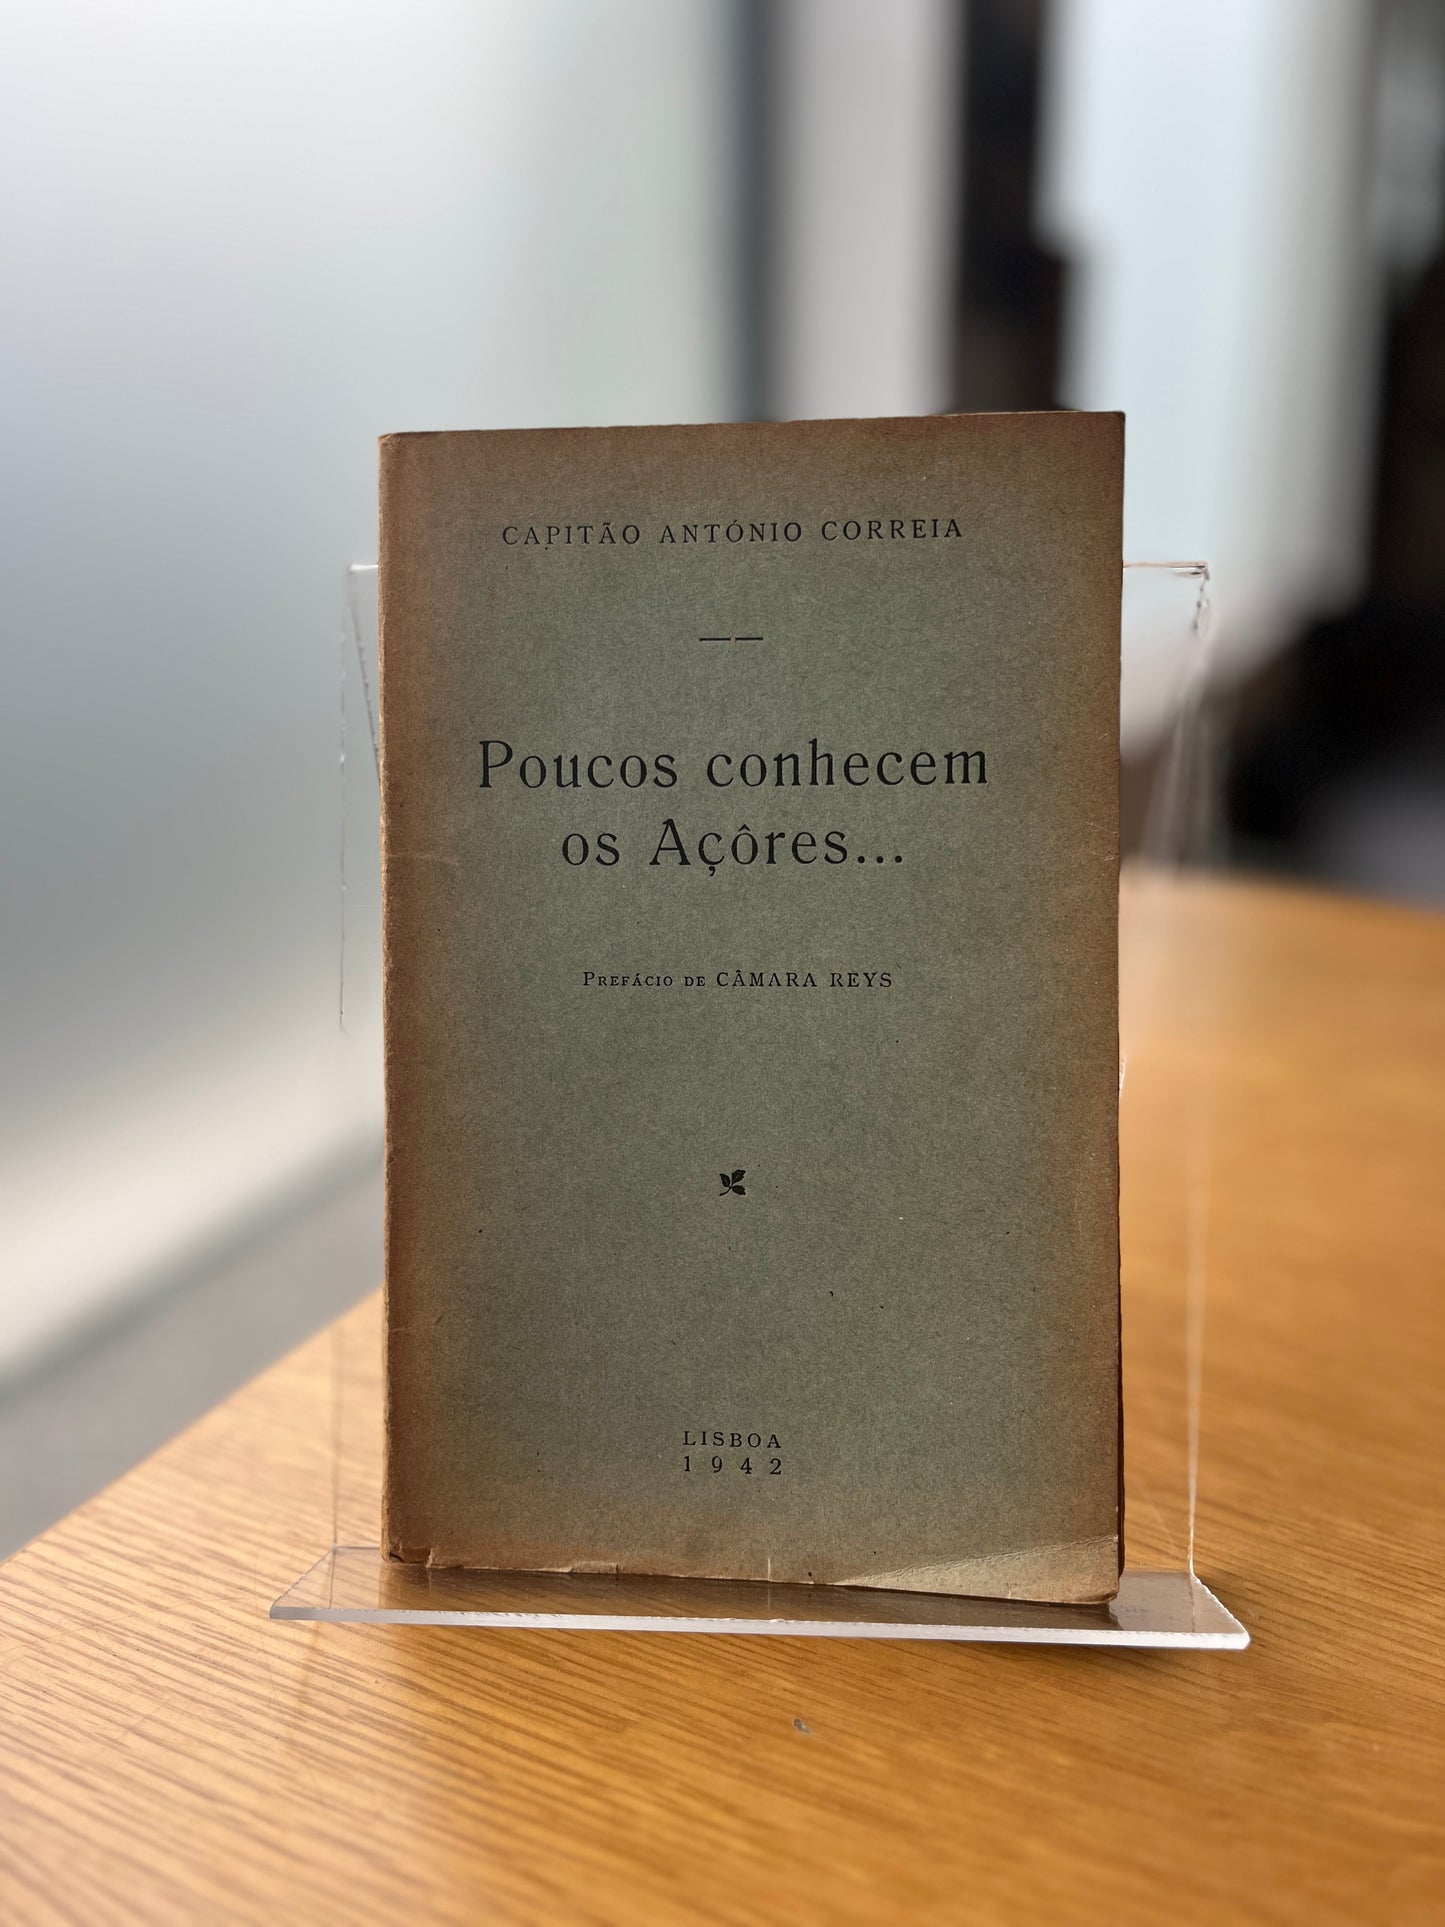 CAPITÃO ANTÓNIO CORREIA
Poucos conhecem
os Açôres...
Prefácio de CÂMARA REYS
LISBOA
1942